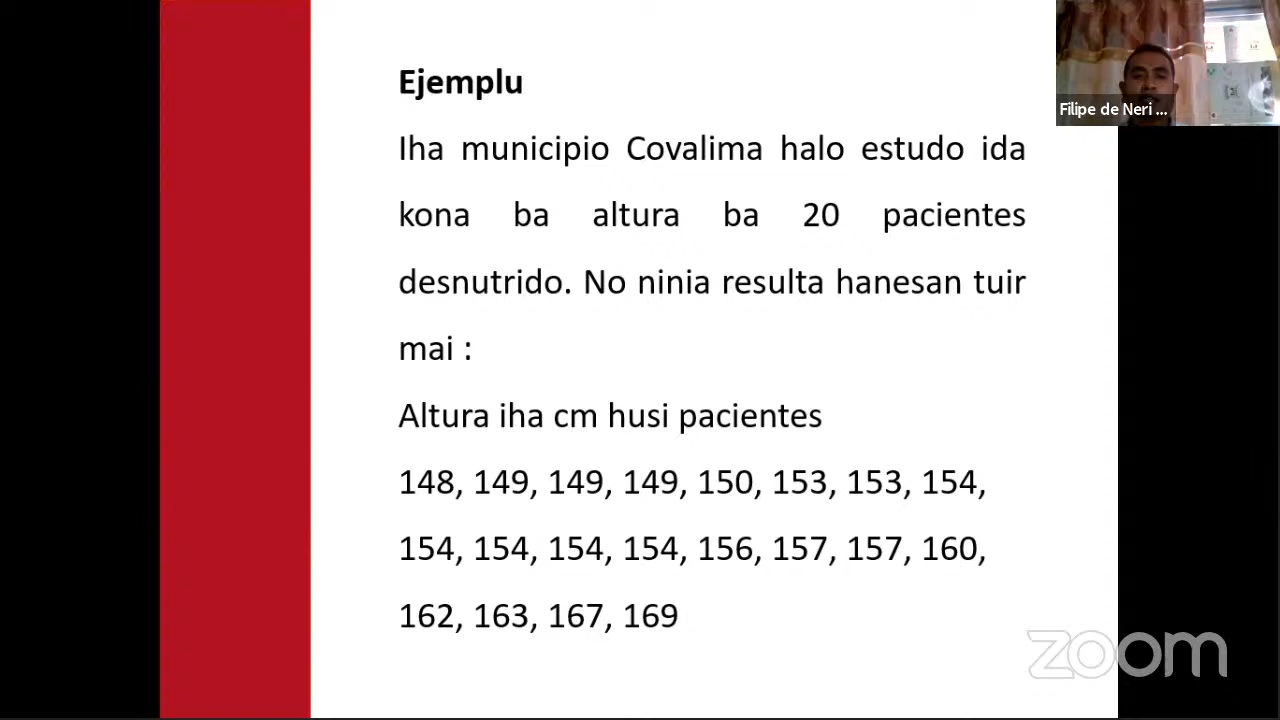 Ejemplu
Iha municipio Covalima halo estudo ida
kona ba altura ba 20 pacientes
desnutrido. No ninia resulta hanesan tuir
mai :
Altura iha cm husi pacientes
148, 149, 149, 149, 150, 153, 153, 154,
154, 154, 154, 154, 156, 157, 157, 160,
162, 163, 167, 169
Filipe de Neri ...
zoom